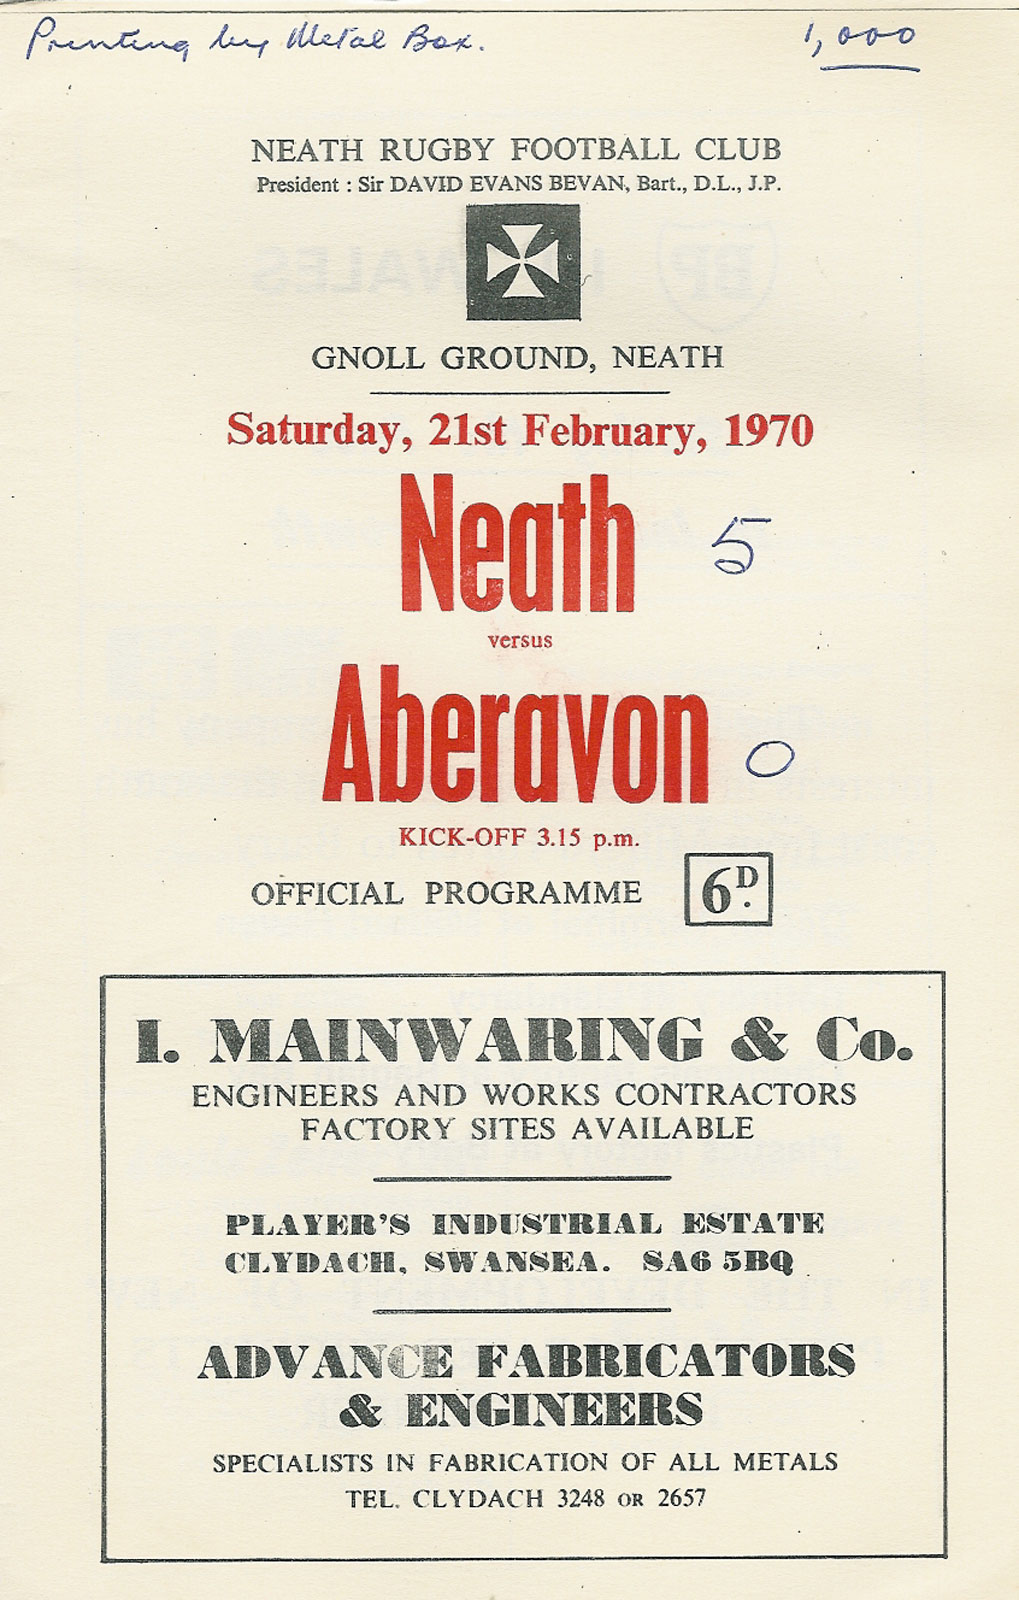 Printing by Metal Box. 1,000
NEATH RUGBY FOOTBALL CLUB
President : Sir DAVID EVANS BEVAN, Bart., D.L., J.P.
GNOLL GROUND, NEATH
Saturday, 21st February, 1970
Neath 5
versus
Aberavon 0
KICK-OFF 3.15 p.m.
OFFICIAL PROGRAMME 6D.
I. MAINWARING & Co.
ENGINEERS AND WORKS CONTRACTORS
FACTORY SITES AVAILABLE
PLAYER'S INDUSTRIAL ESTATE
CLYDACH, SWANSEA. SA6 5BQ
ADVANCE FABRICATORS
& ENGINEERS
SPECIALISTS IN FABRICATION OF ALL METALS
TEL. CLYDACH 3248 OR 2657